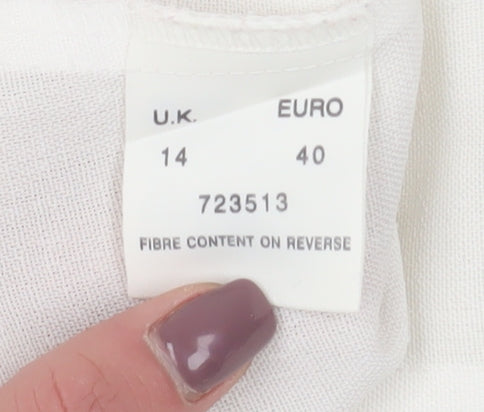 U.K. EURO
14 40
723513
FIBRE CONTENT ON REVERSE